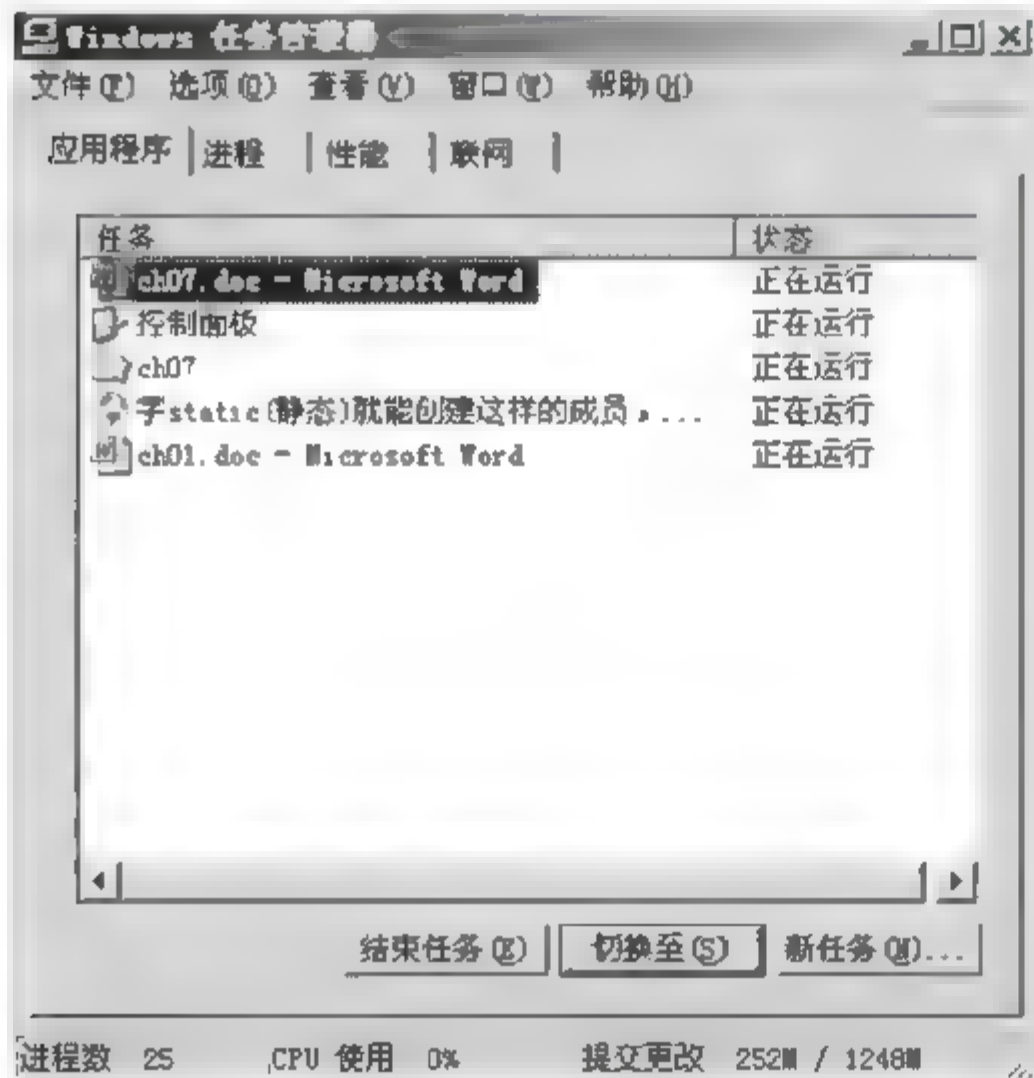 Windows 任务管理器
文件(F) 选项(O) 查看(V) 窗口(W) 帮助(H)
应用程序 进程 性能 联网
任务 状态
ch07.doc - Microsoft Word 正在运行
控制面板 正在运行
ch07 正在运行
字static(静态)就能创建这样的成员,... 正在运行
ch01.doc - Microsoft Word 正在运行
结束任务(E) 切换至(S) 新任务(N)...
进程数 25 CPU 使用 0% 提交更改 252M / 1248M